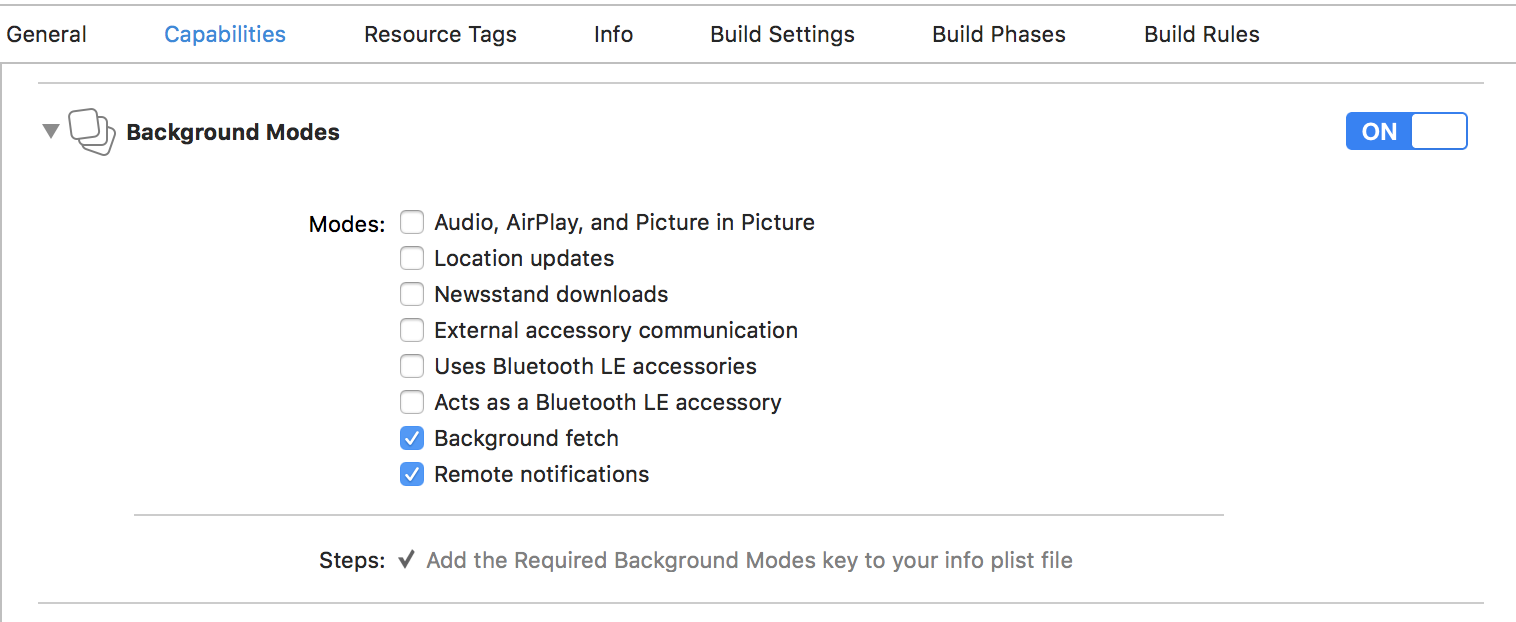 General Capabilities Resource Tags Info Build Settings Build Phases Build Rules
Background Modes ON
Modes: Audio, AirPlay, and Picture in Picture
Location updates
Newsstand downloads
External accessory communication
Uses Bluetooth LE accessories
Acts as a Bluetooth LE accessory
Background fetch
Remote notifications
Steps: Add the Required Background Modes key to your info plist file